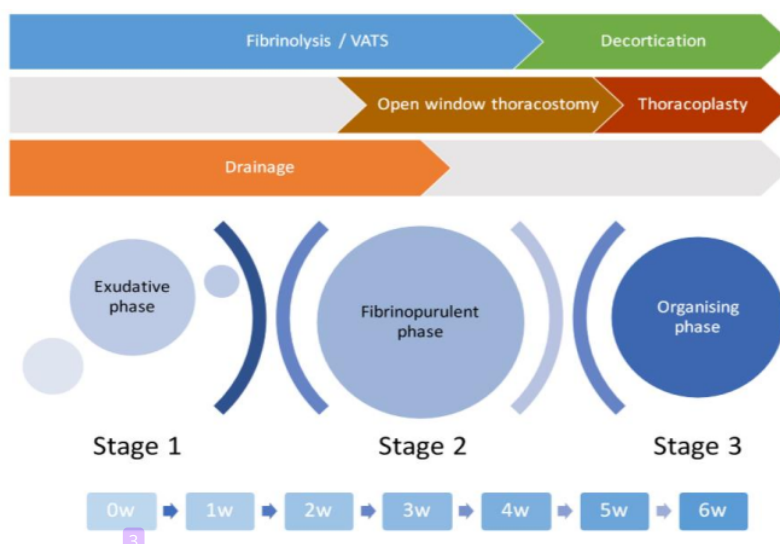 Fibrinolysis / VATS
Decortication
Open window thoracostomy
Thoracoplasty
Drainage
Exudative
phase
Fibrinopurulent
phase
Organising
phase
Stage 1
Stage 2
Stage 3
0w
1w
2w
3w
4w
5w
6w
3